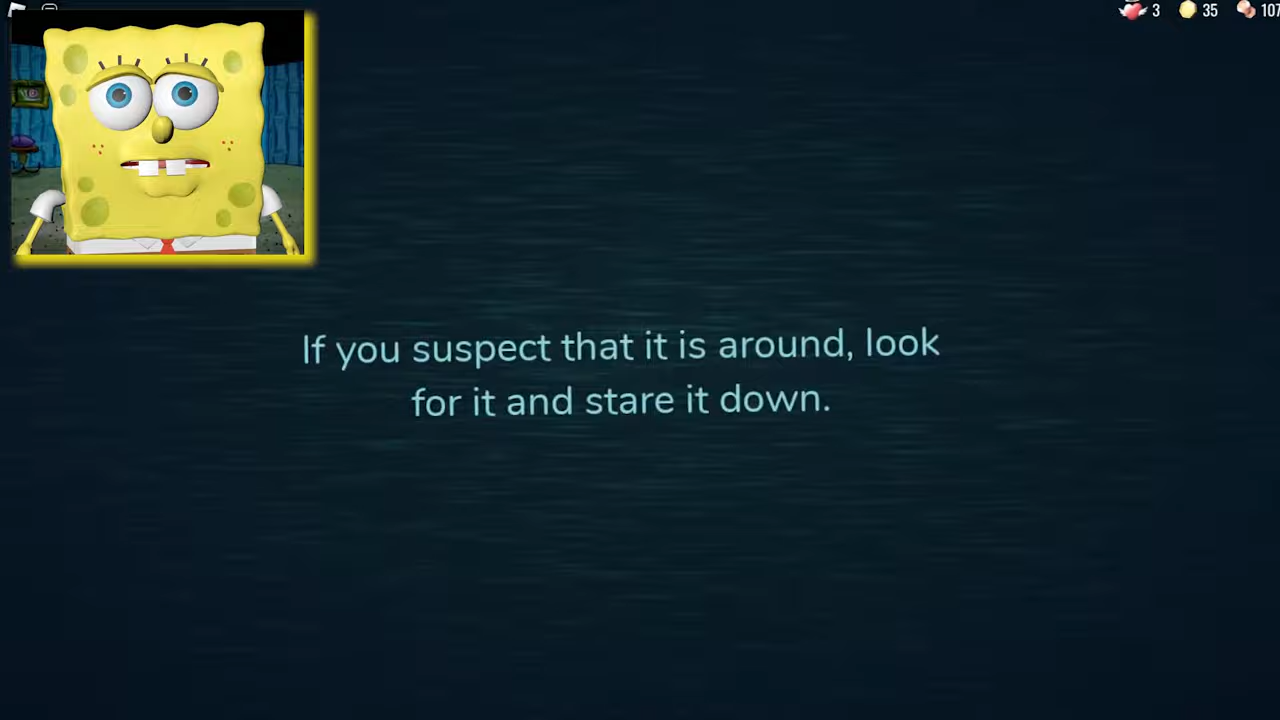 3 35 107
If you suspect that it is around, look
for it and stare it down.